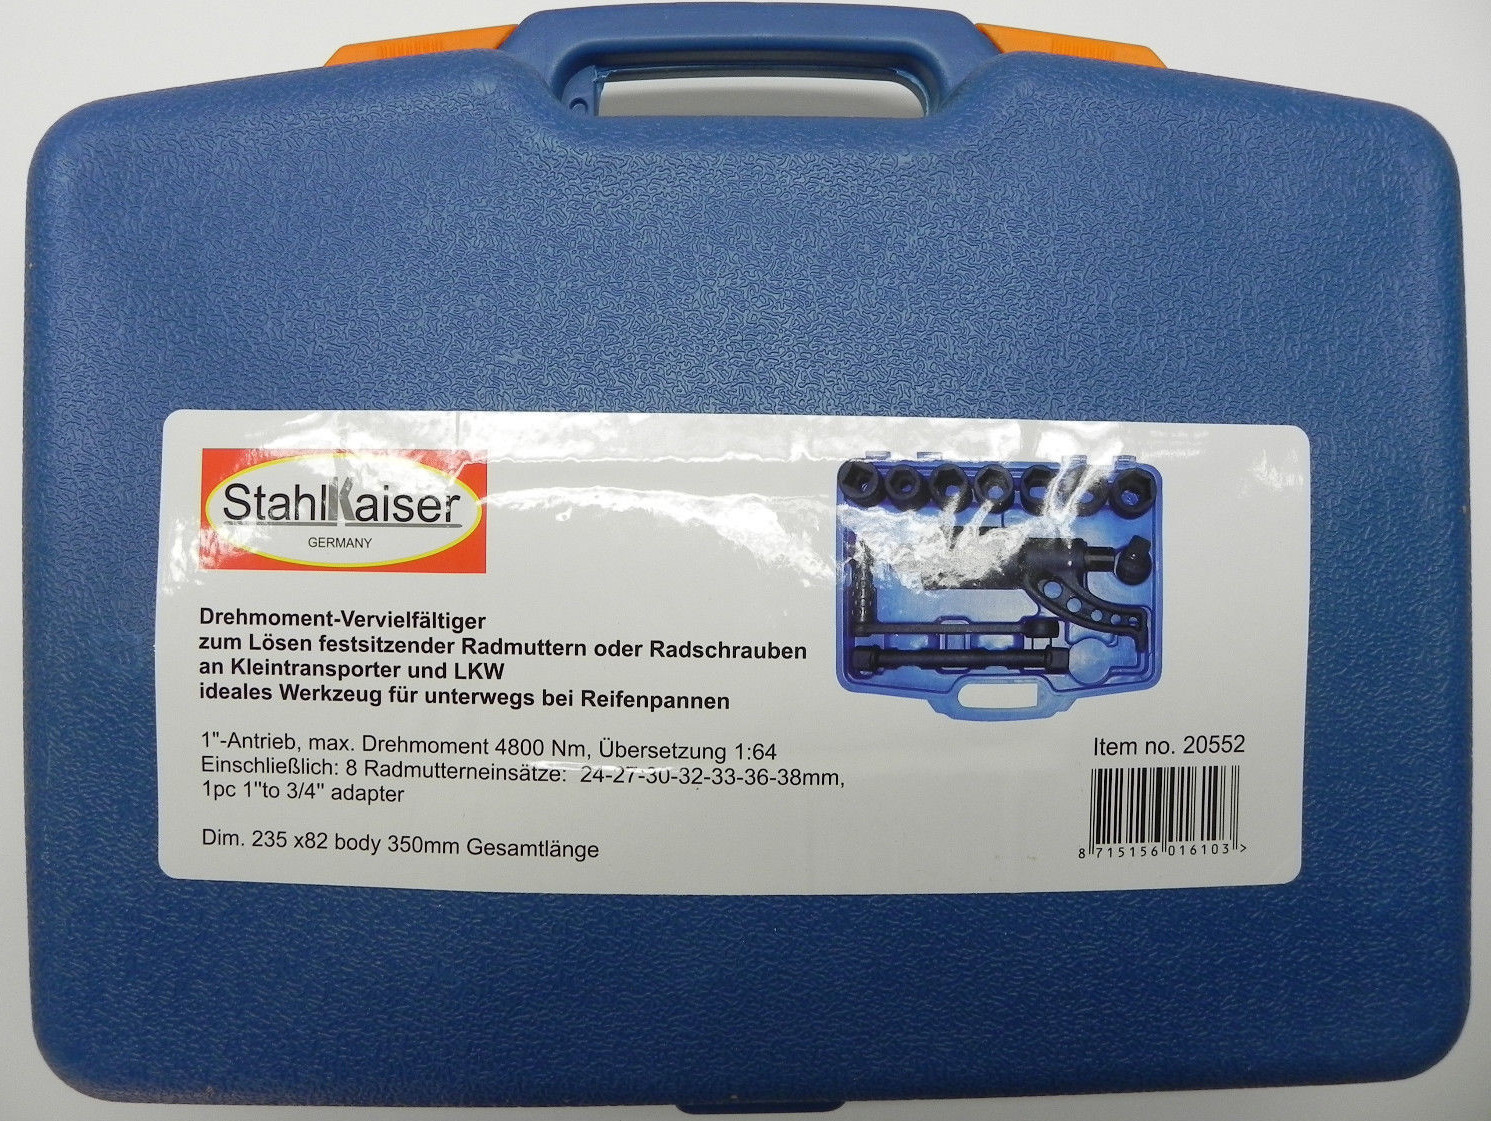 StahlKaiser
GERMANY
Drehmoment-Vervielfältiger
zum Lösen festsitzender Radmuttern oder Radschrauben
an Kleintransporter und LKW
ideales Werkzeug für unterwegs bei Reifenpannen
1"-Antrieb, max. Drehmoment 4800 Nm, Übersetzung 1:64
Einschließlich: 8 Radmutterneinsätze: 24-27-30-32-33-36-38mm,
1pc 1"to 3/4" adapter
Dim. 235 x82 body 350mm Gesamtlänge
Item no. 20552
8 715156 016103 >